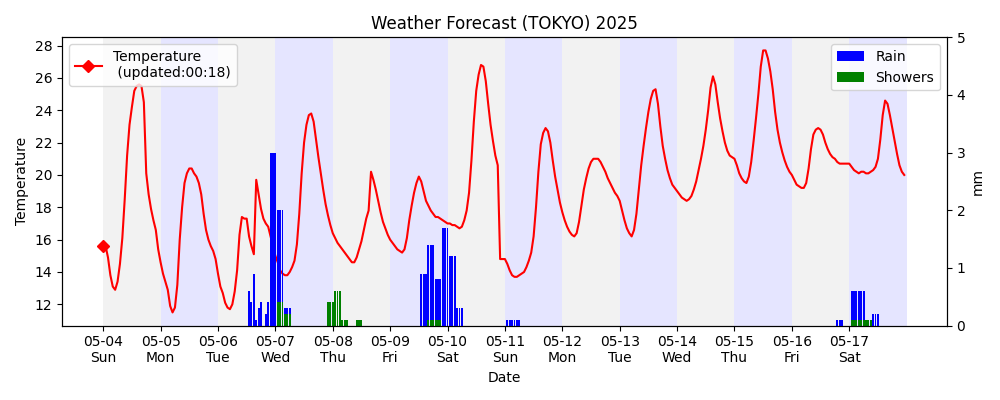 Weather Forecast (TOKYO) 2025
Temperature
(updated:00:18)
Rain
Showers
28
26
24
22
20
18
16
14
12
5
4
3
2
1
0
Temperature
mm
05-04 05-05 05-06 05-07 05-08 05-09 05-10 05-11 05-12 05-13 05-14 05-15 05-16 05-17
Sun Mon Tue Wed Thu Fri Sat Sun Mon Tue Wed Thu Fri Sat
Date